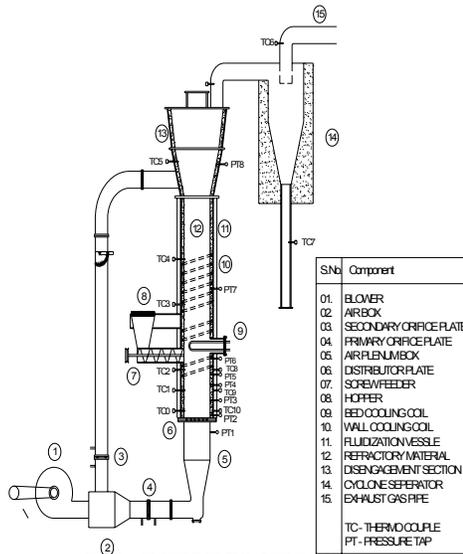 15
TC6
14
13
TC5
PT8
12
11
TC4
10
TC7
PT7
TC3
8
9
PT6
TC8
TC2
PT5
7
PT4
TC1
TC9
PT3
TC0
TC10
PT2
6
PT1
1
3
5
4
2
S.No Component
01. BLOWER
02 AIR BOX
03. SECONDARY ORIFICE PLATE
04. PRIMARY ORIFICE PLATE
05. AIR PLENUM BOX
06. DISTRIBUTOR PLATE
07. SCREW FEEDER
08. HOPPER
09. BED COOLING COIL
10. WALL COOLING COIL
11. FLUIDIZATION VESSLE
12. REFRACTORY MATERIAL
13. DISENGAGEMENT SECTION
14. CYCLONE SEPERATOR
15. EXHAUST GAS PIPE
TC - THERMO COUPLE
PT - PRESSURE TAP